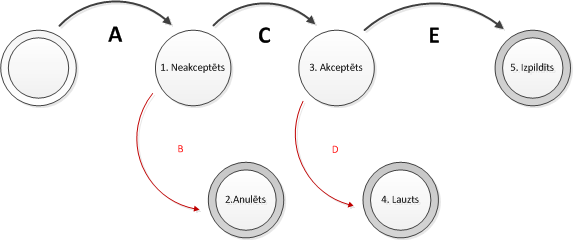 A
C
E
1. Neakceptēts
3. Akceptēts
5. Izpildīts
B
D
2.Anulēts
4. Lauzts